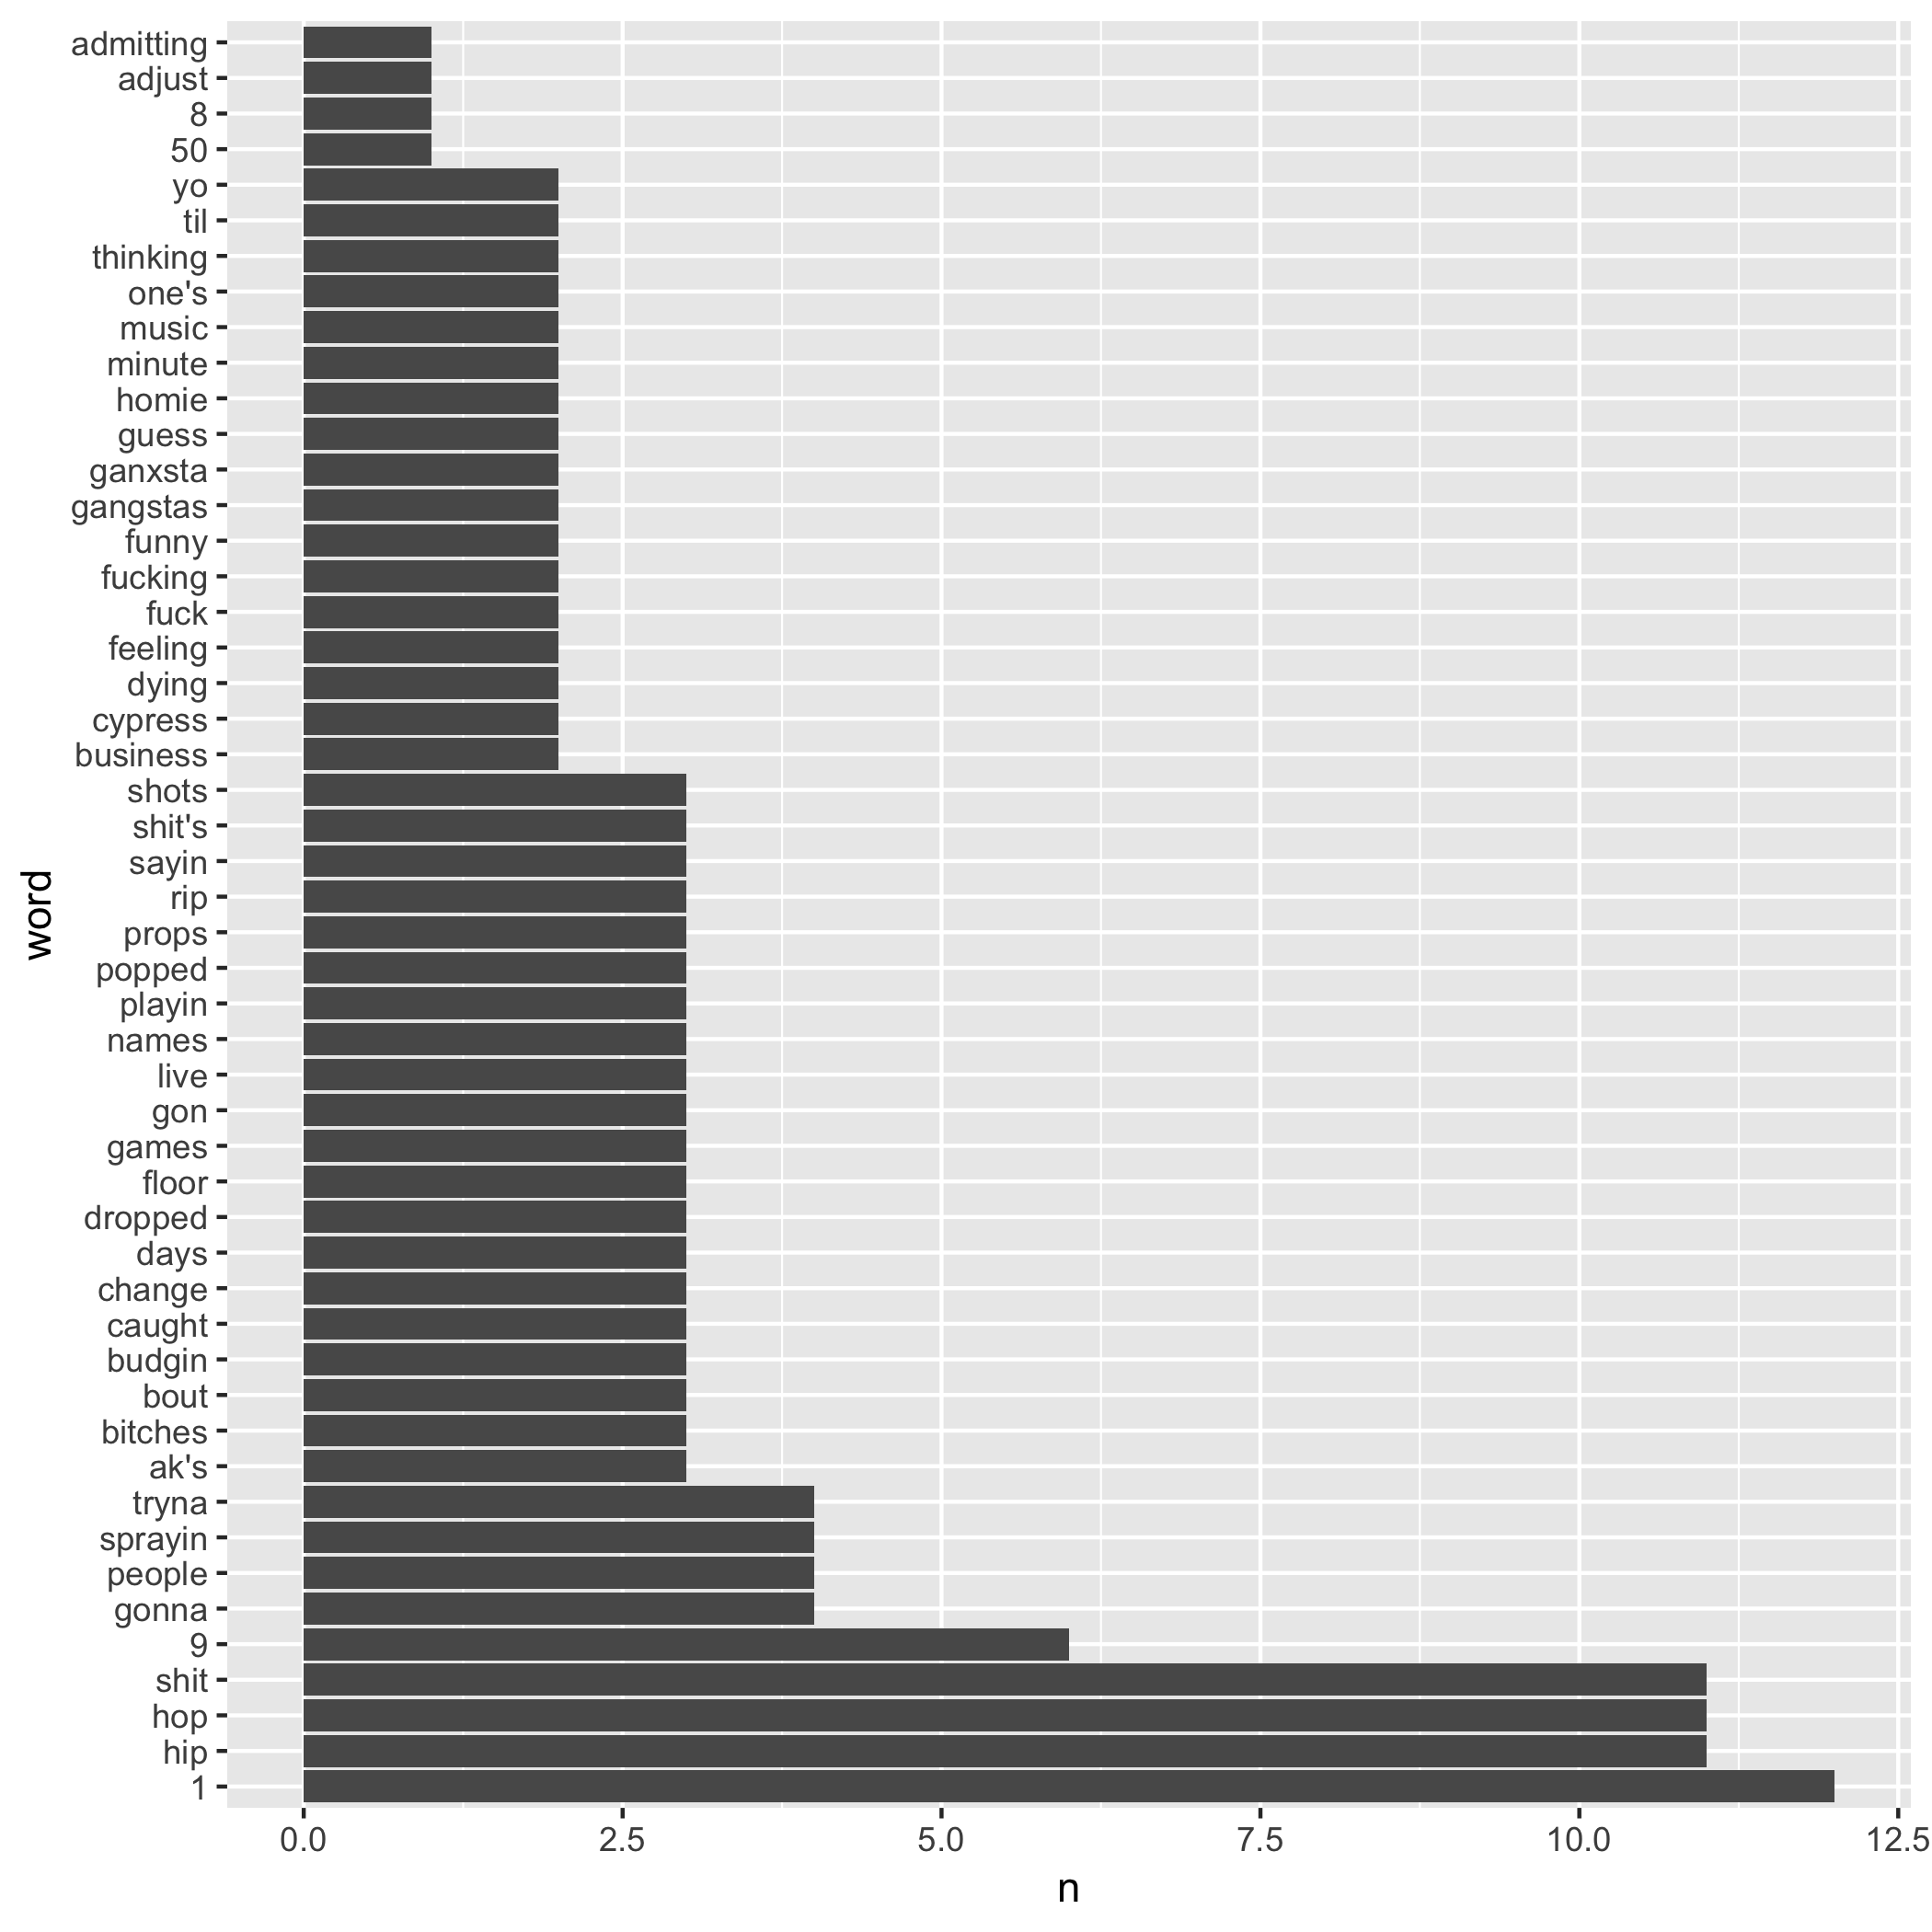 admitting
adjust
8
50
yo
til
thinking
one's
music
minute
homie
guess
ganxsta
gangstas
funny
fucking
fuck
feeling
dying
cypress
business
shots
shit's
sayin
rip
props
popped
playin
names
live
gon
games
floor
dropped
days
change
caught
budgin
bout
bitches
ak's
tryna
sprayin
people
gonna
9
shit
hop
hip
1
word
0.0 2.5 5.0 7.5 10.0 12.5
n